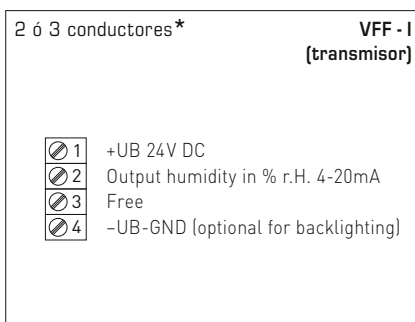 2 ó 3 conductores*
VFF - I
(transmisor)
1 +UB 24V DC
2 Output humidity in % r.H. 4-20mA
3 Free
4 –UB-GND (optional for backlighting)